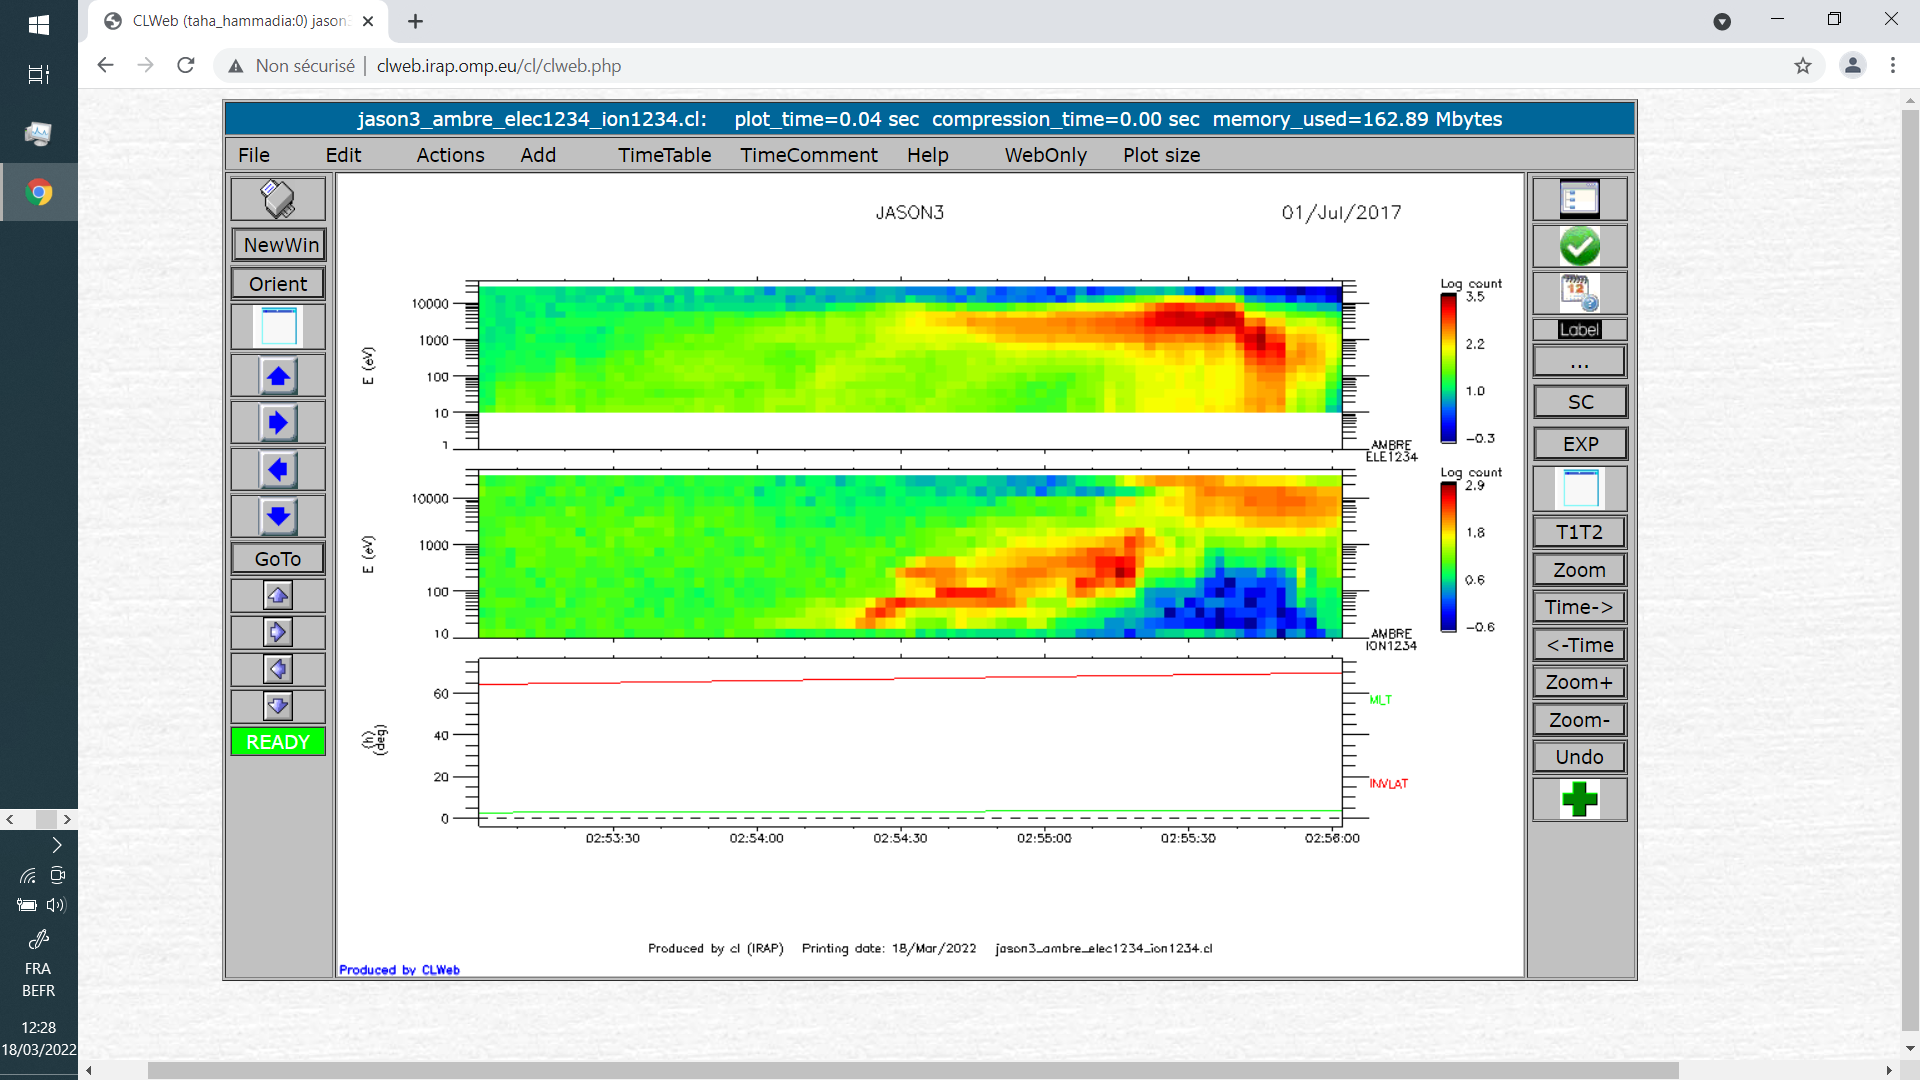 CLWeb (taha_hammadia:0) jason3
Non sécurisé | clweb.irap.omp.eu/cl/clweb.php
jason3_ambre_elec1234_ion1234.cl: plot_time=0.04 sec compression_time=0.00 sec memory_used=162.89 Mbytes
File Edit Actions Add TimeTable TimeComment Help WebOnly Plot size
NewWin
Orient
GoTo
READY
JASON3 01/Jul/2017
Log count
3.5
2.2
1.0
-0.3
10000
1000
100
10
1
E (eV)
AMBRE
ELE1234
Log count
2.9
1.8
0.6
-0.6
10000
1000
100
10
E (eV)
AMBRE
ION1234
60
40
20
0
(h)
(deg)
MLT
INVLAT
02:53:30 02:54:00 02:54:30 02:55:00 02:55:30 02:56:00
Produced by cl (IRAP) Printing date: 18/Mar/2022 jason3_ambre_elec1234_ion1234.cl
Produced by CLWeb
12
Label
...
SC
EXP
T1T2
Zoom
Time->
<-Time
Zoom+
Zoom-
Undo
FRA
BEFR
12:28
18/03/2022